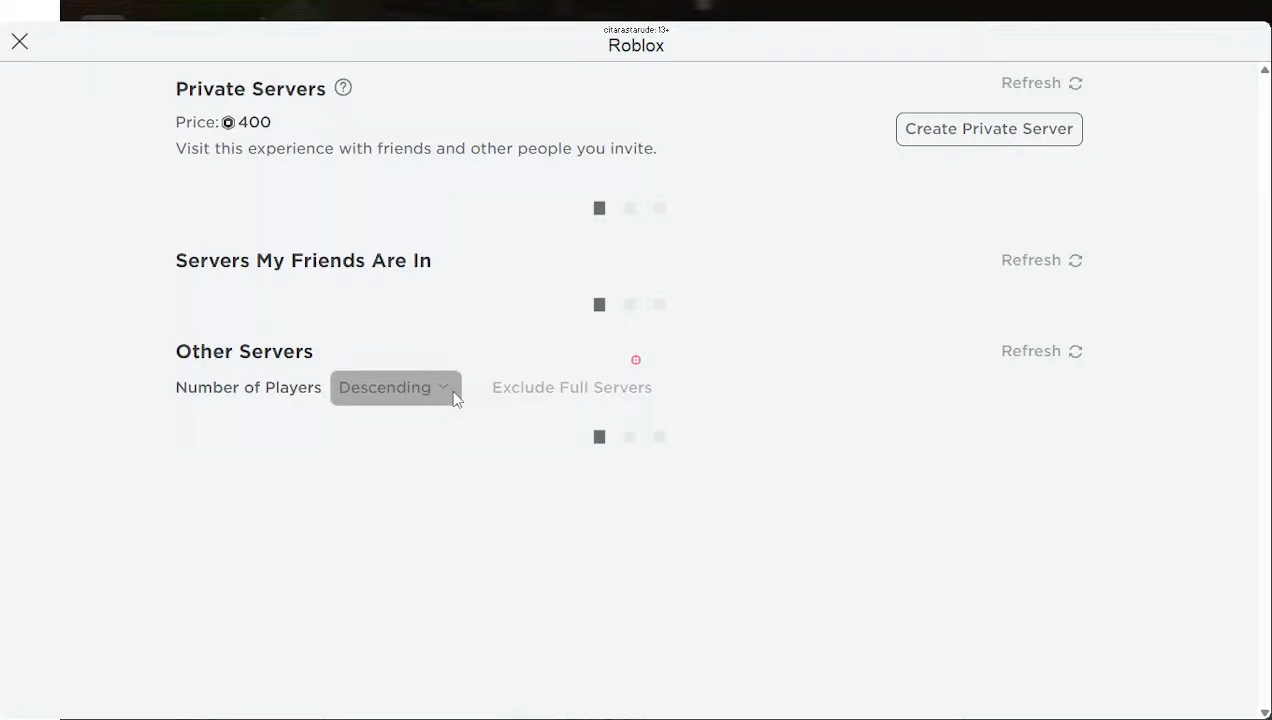 citarastarude: 13+
Roblox
Private Servers
Refresh
Price: 400
Create Private Server
Visit this experience with friends and other people you invite.
Servers My Friends Are In
Refresh
Other Servers
Refresh
Number of Players Descending Exclude Full Servers